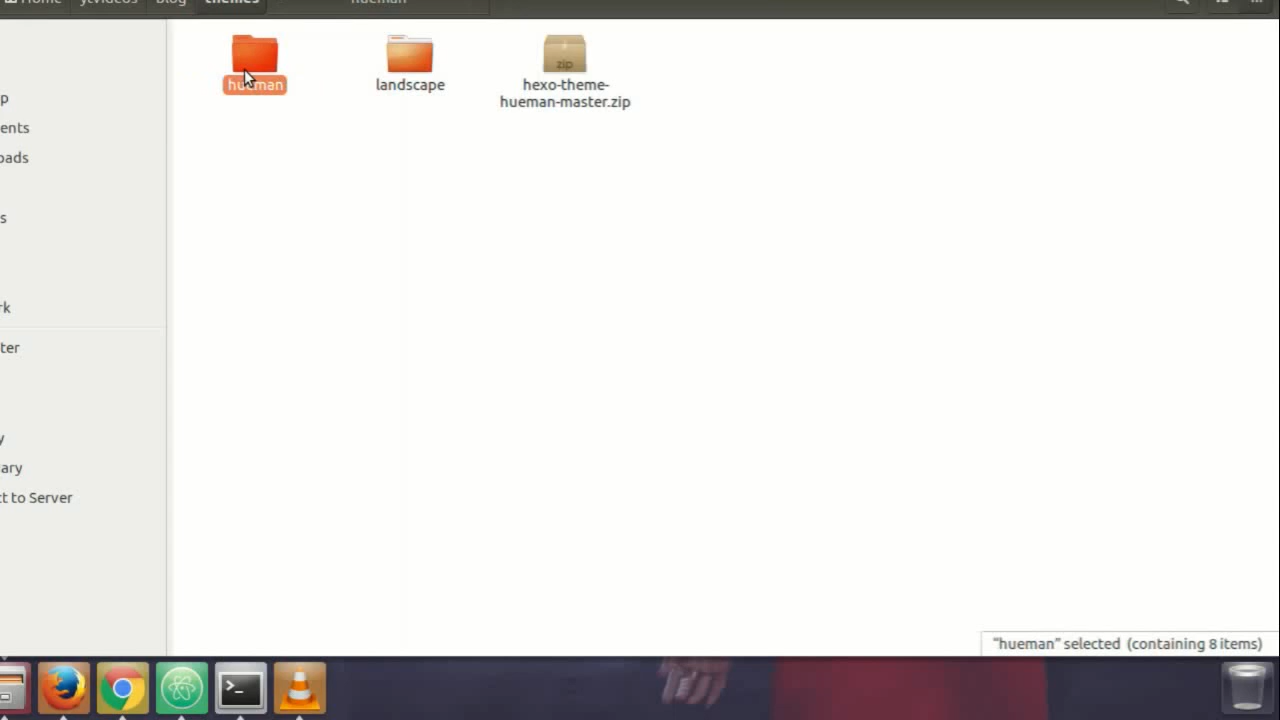 Home ytvideos Blog themes hueman
p
ents
oads
s
rk
ter
y
ary
ct to Server
hueman
landscape
zip
hexo-theme-
hueman-master.zip
"hueman" selected (containing 8 items)
>_